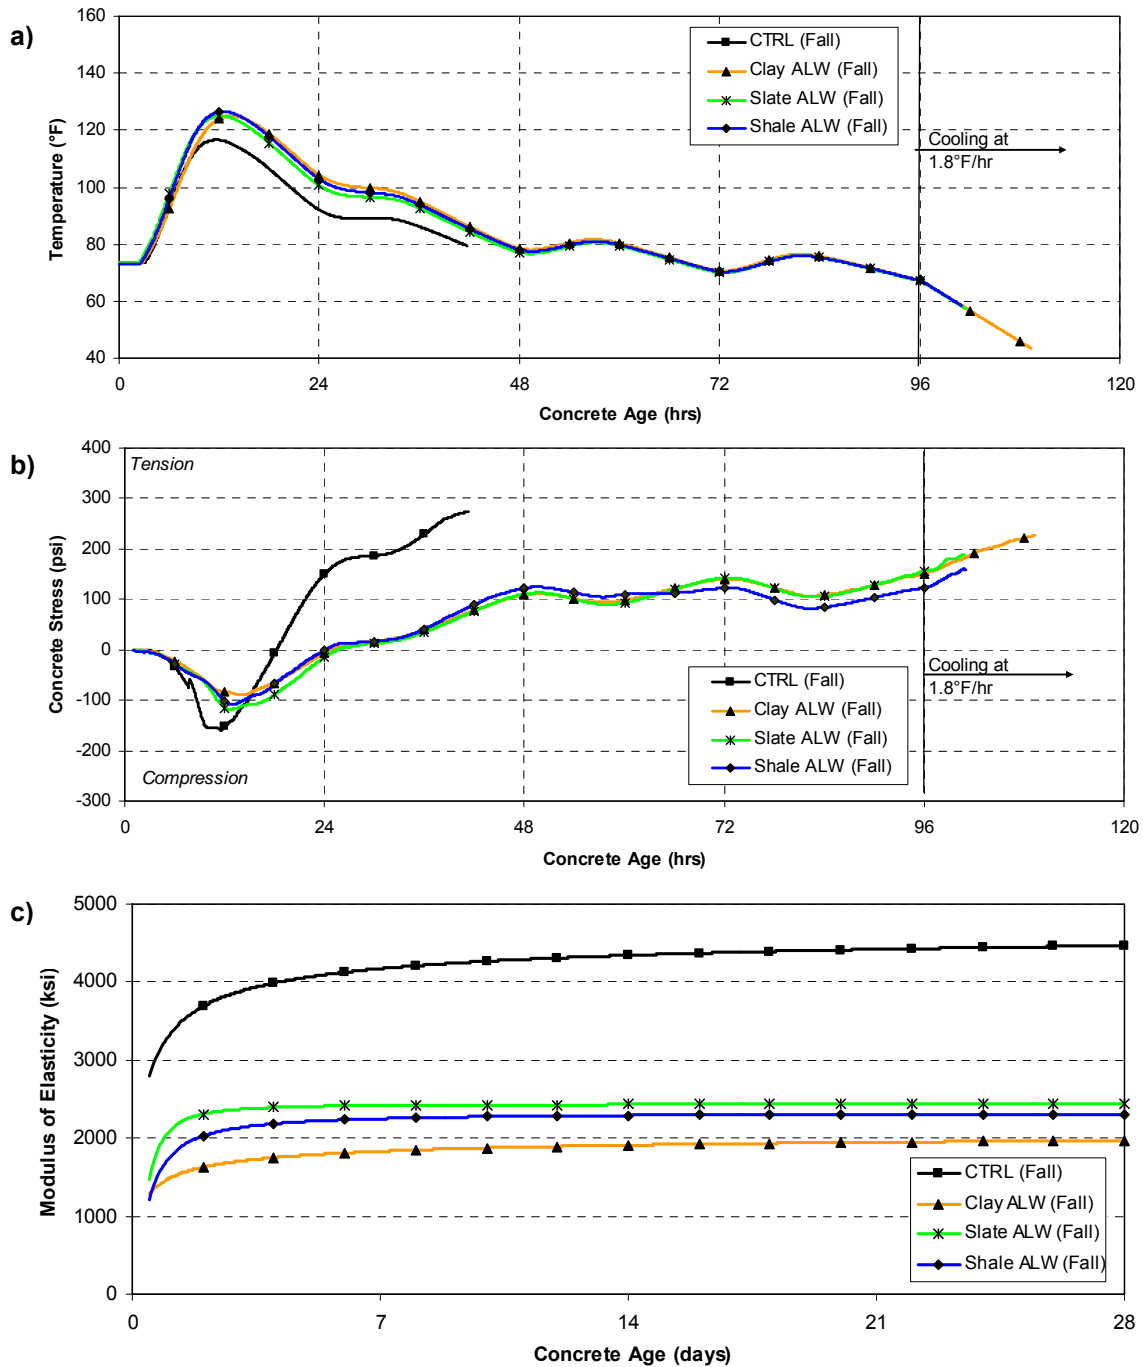 a)
160
140
120
100
80
60
40
Temperature (°F)
CTRL (Fall)
Clay ALW (Fall)
Slate ALW (Fall)
Shale ALW (Fall)
Cooling at
1.8°F/hr
0
24
48
72
96
120
Concrete Age (hrs)
b)
400
300
200
100
0
-100
-200
-300
Concrete Stress (psi)
Tension
Compression
CTRL (Fall)
Clay ALW (Fall)
Slate ALW (Fall)
Shale ALW (Fall)
Cooling at
1.8°F/hr
0
24
48
72
96
120
Concrete Age (hrs)
c)
5000
4000
3000
2000
1000
0
Modulus of Elasticity (ksi)
CTRL (Fall)
Clay ALW (Fall)
Slate ALW (Fall)
Shale ALW (Fall)
0
7
14
21
28
Concrete Age (days)